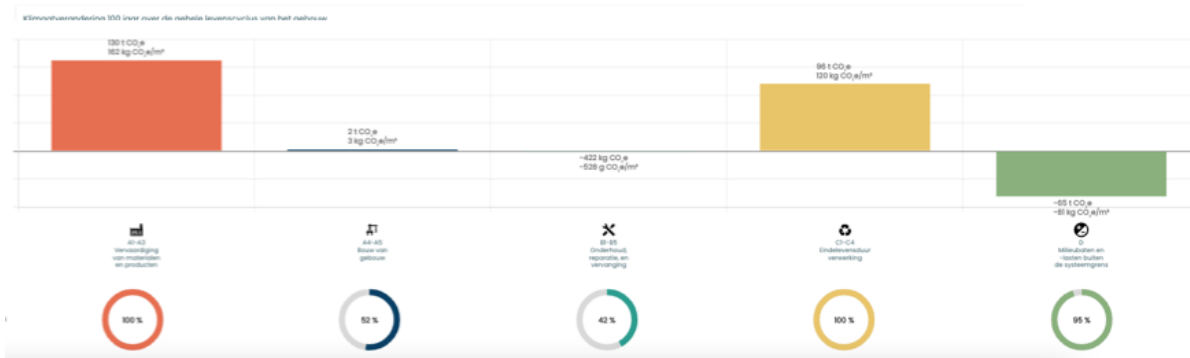 Klimaatverandering 100 jaar over de gehele levenscyclus van het gebouw
130 t CO₂e
162 kg CO₂e/m²
2 t CO₂e
3 kg CO₂e/m²
-422 kg CO₂e
-528 g CO₂e/m²
96 t CO₂e
120 kg CO₂e/m²
-65 t CO₂e
-81 kg CO₂e/m²
A1-A3
Vervaardiging
van materialen
en producten
A4-A5
Bouw van
gebouw
B1-B5
Onderhoud,
reparatie, en
vervanging
C1-C4
Eindelevensduur
verwerking
D
Milieubaten en
-lasten buiten
de systeemgrens
100 %
52 %
42 %
100 %
95 %